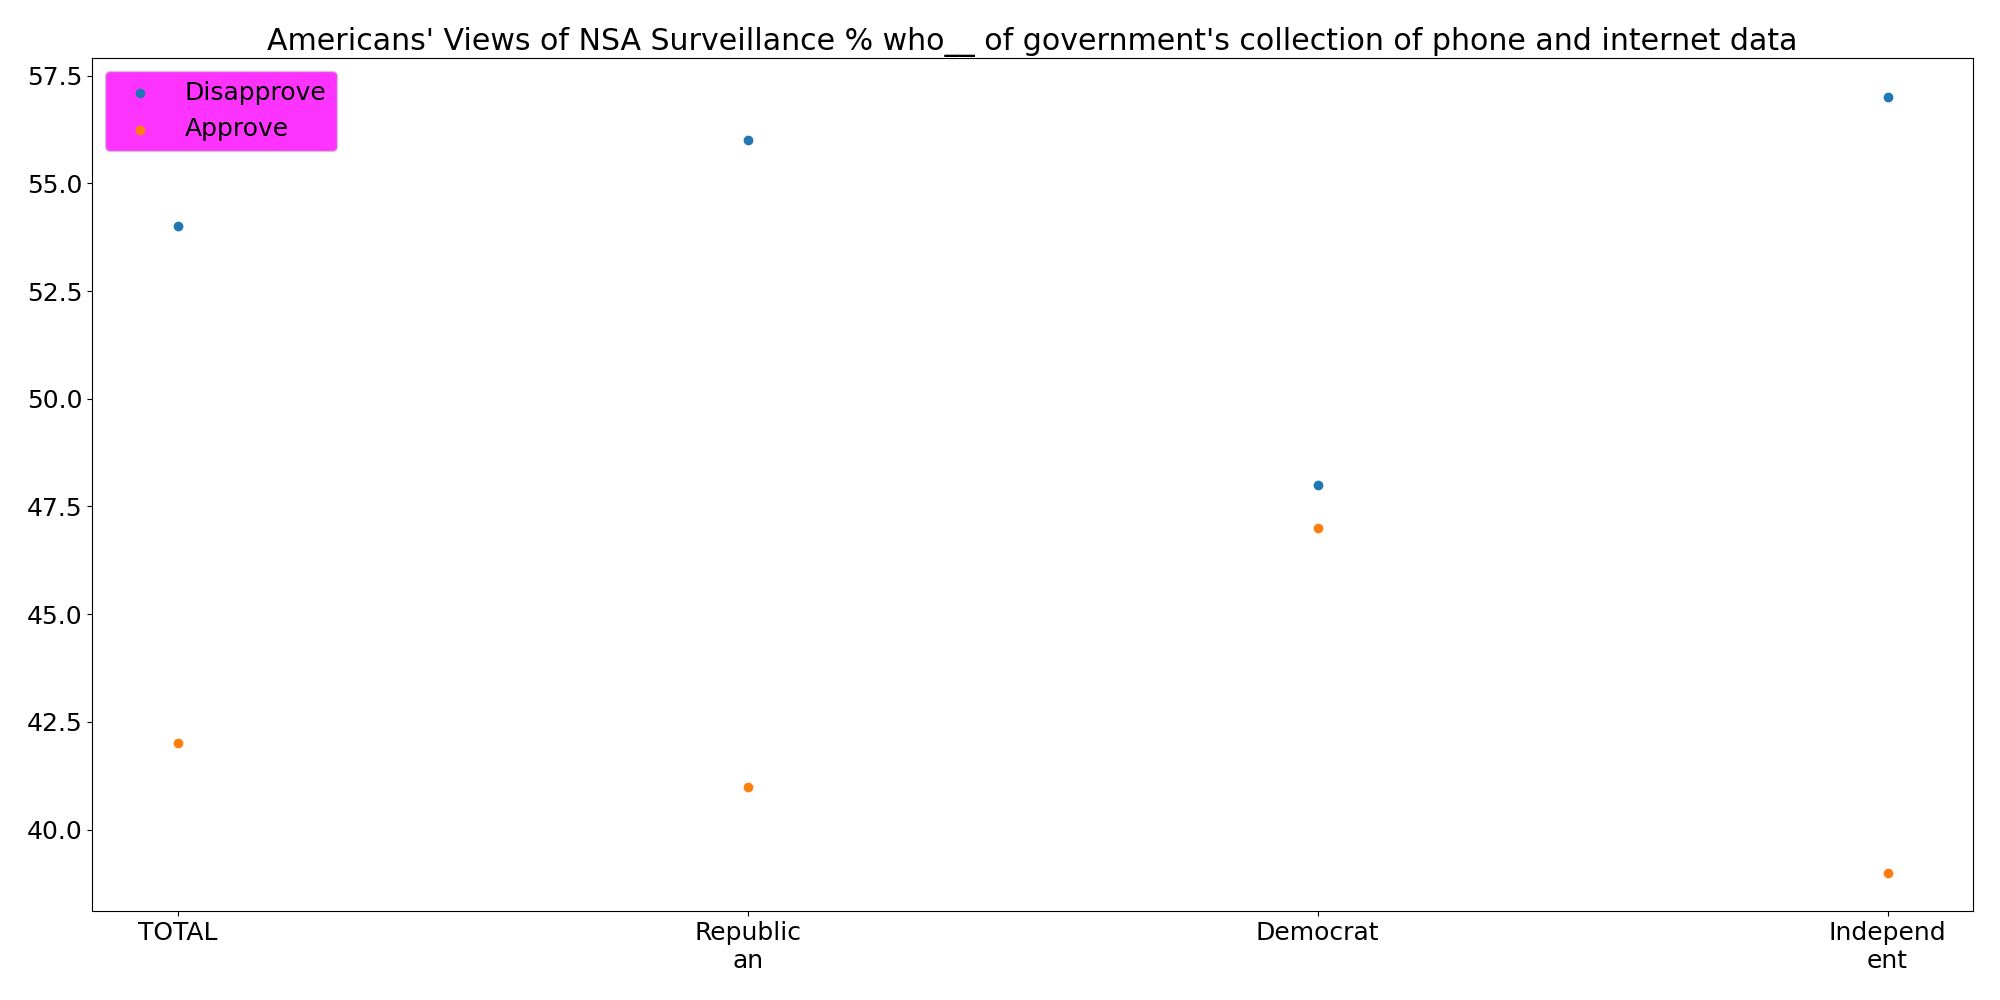 Americans' Views of NSA Surveillance % who__ of government's collection of phone and internet data
57.5
55.0
52.5
50.0
47.5
45.0
42.5
40.0
Disapprove
Approve
TOTAL
Republic
an
Democrat
Independ
ent